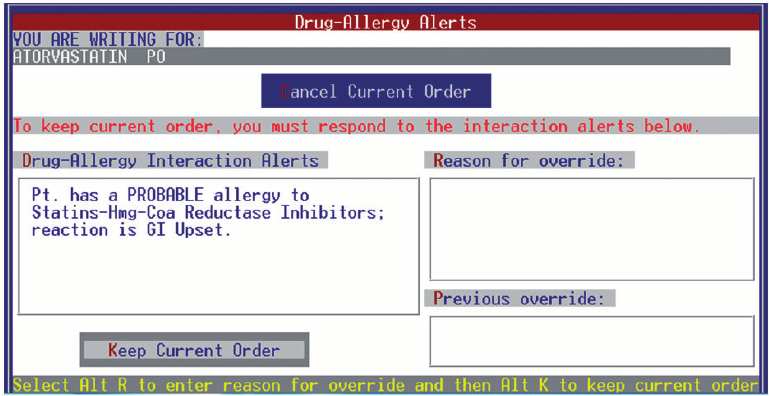 Drug-Allergy Alerts
YOU ARE WRITING FOR:
ATORVASTATIN PO
Cancel Current Order
To keep current order, you must respond to the interaction alerts below.
Drug-Allergy Interaction Alerts
Reason for override:
Pt. has a PROBABLE allergy to
Statins-Hmg-Coa Reductase Inhibitors;
reaction is GI Upset.
Previous override:
Keep Current Order
Select Alt R to enter reason for override and then Alt K to keep current order